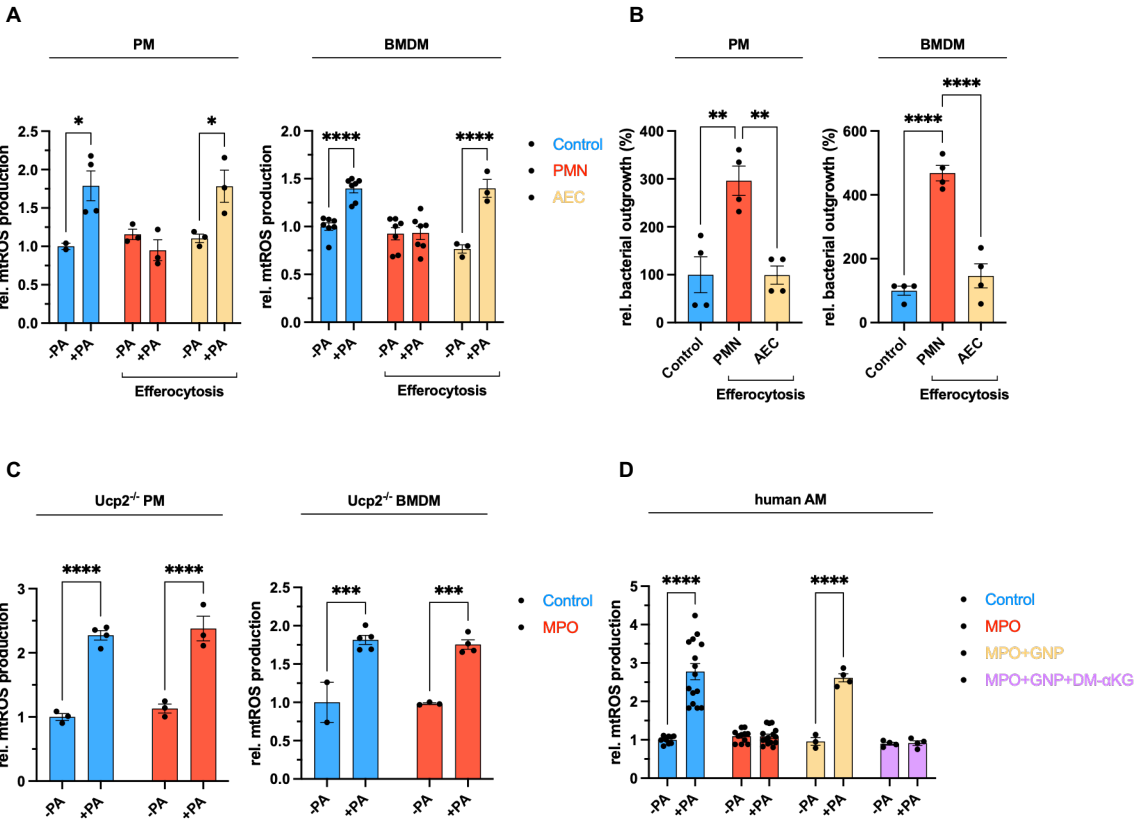 A
PM
BMDM
rel. mtROS production
2.5
2.0
1.5
1.0
0.5
0.0
*
*
-PA
+PA
-PA
+PA
-PA
+PA
Efferocytosis
rel. mtROS production
2.0
1.5
1.0
0.5
0.0
****
****
-PA
+PA
-PA
+PA
-PA
+PA
Efferocytosis
Control
PMN
AEC
B
PM
BMDM
rel. bacterial outgrowth (%)
400
300
200
100
0
**
**
Control
PMN
AEC
Efferocytosis
rel. bacterial outgrowth (%)
600
400
200
0
****
****
Control
PMN
AEC
Efferocytosis
C
Ucp2-/- PM
Ucp2-/- BMDM
rel. mtROS production
3
2
1
0
****
****
-PA
+PA
-PA
+PA
rel. mtROS production
2.5
2.0
1.5
1.0
0.5
0.0
***
***
-PA
+PA
-PA
+PA
Control
MPO
D
human AM
rel. mtROS production
5
4
3
2
1
0
****
****
-PA
+PA
-PA
+PA
-PA
+PA
-PA
+PA
Control
MPO
MPO+GNP
MPO+GNP+DM-αKG